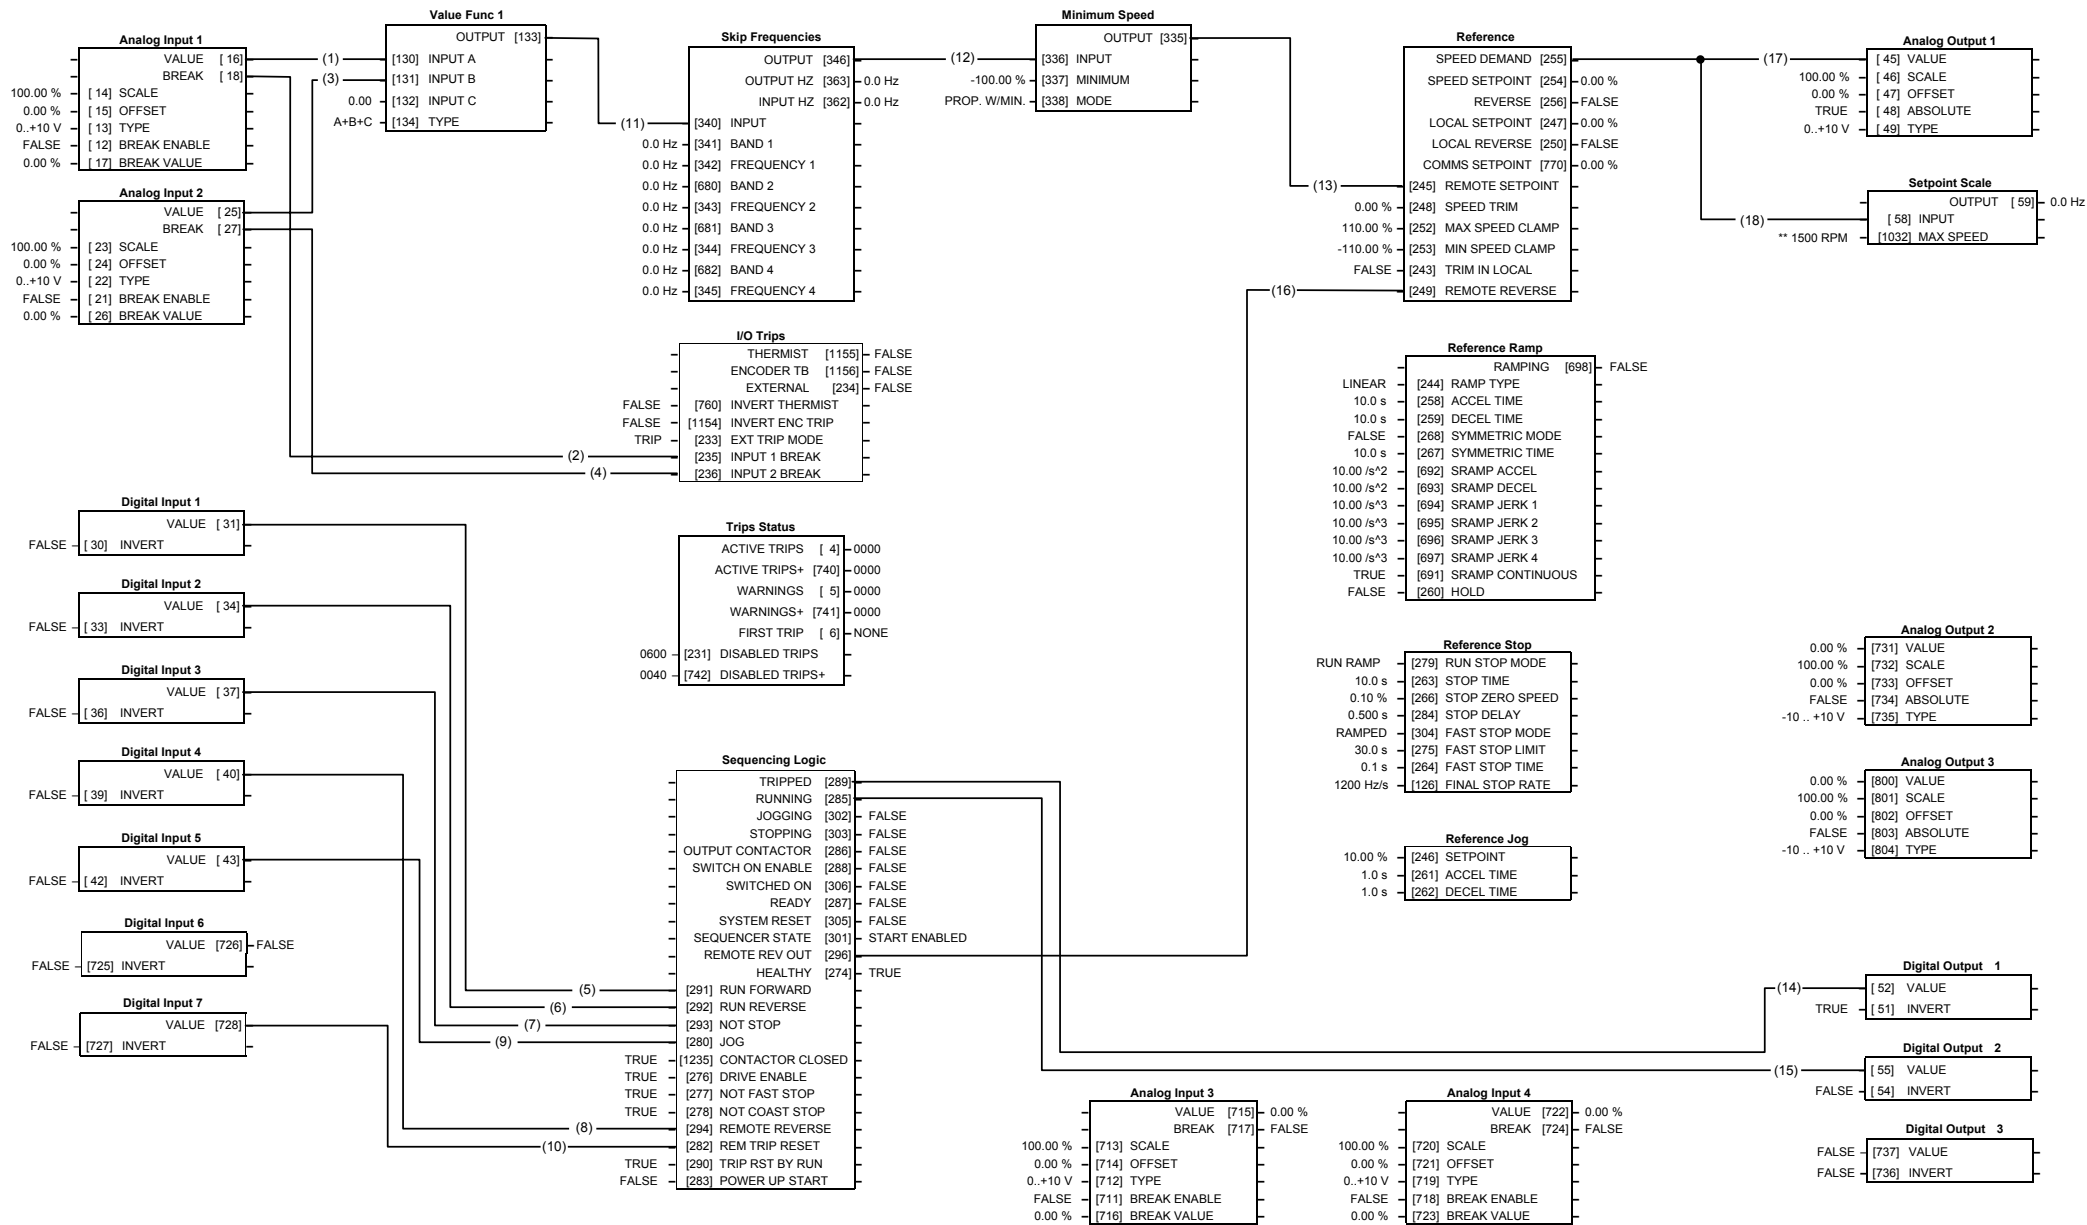 Analog Input 1
VALUE [ 16]
BREAK [ 18]
100.00 % [ 14] SCALE
0.00 % [ 15] OFFSET
0..+10 V [ 13] TYPE
FALSE [ 12] BREAK ENABLE
0.00 % [ 17] BREAK VALUE
Analog Input 2
VALUE [ 25]
BREAK [ 27]
100.00 % [ 23] SCALE
0.00 % [ 24] OFFSET
0..+10 V [ 22] TYPE
FALSE [ 21] BREAK ENABLE
0.00 % [ 26] BREAK VALUE
(1)
(3)
Value Func 1
OUTPUT [133]
[130] INPUT A
[131] INPUT B
0.00 [132] INPUT C
A+B+C [134] TYPE
(11)
Skip Frequencies
OUTPUT [346]
OUTPUT HZ [363] 0.0 Hz
INPUT HZ [362] 0.0 Hz
[340] INPUT
0.0 Hz [341] BAND 1
0.0 Hz [342] FREQUENCY 1
0.0 Hz [680] BAND 2
0.0 Hz [343] FREQUENCY 2
0.0 Hz [681] BAND 3
0.0 Hz [344] FREQUENCY 3
0.0 Hz [682] BAND 4
0.0 Hz [345] FREQUENCY 4
(12)
Minimum Speed
OUTPUT [335]
[336] INPUT
-100.00 % [337] MINIMUM
PROP. W/MIN. [338] MODE
(13)
(16)
Reference
SPEED DEMAND [255]
SPEED SETPOINT [254] 0.00 %
REVERSE [256] FALSE
LOCAL SETPOINT [247] 0.00 %
LOCAL REVERSE [250] FALSE
COMMS SETPOINT [770] 0.00 %
[245] REMOTE SETPOINT
0.00 % [248] SPEED TRIM
110.00 % [252] MAX SPEED CLAMP
-110.00 % [253] MIN SPEED CLAMP
FALSE [243] TRIM IN LOCAL
[249] REMOTE REVERSE
(17)
(18)
Analog Output 1
[ 45] VALUE
100.00 % [ 46] SCALE
0.00 % [ 47] OFFSET
TRUE [ 48] ABSOLUTE
0..+10 V [ 49] TYPE
Setpoint Scale
OUTPUT [ 59] 0.0 Hz
[ 58] INPUT
** 1500 RPM [1032] MAX SPEED
I/O Trips
THERMIST [1155] FALSE
ENCODER TB [1156] FALSE
EXTERNAL [234] FALSE
FALSE [760] INVERT THERMIST
FALSE [1154] INVERT ENC TRIP
TRIP [233] EXT TRIP MODE
(2) [235] INPUT 1 BREAK
(4) [236] INPUT 2 BREAK
Reference Ramp
RAMPING [698] FALSE
LINEAR [244] RAMP TYPE
10.0 s [258] ACCEL TIME
10.0 s [259] DECEL TIME
FALSE [268] SYMMETRIC MODE
10.0 s [267] SYMMETRIC TIME
10.00 /s^2 [692] SRAMP ACCEL
10.00 /s^2 [693] SRAMP DECEL
10.00 /s^3 [694] SRAMP JERK 1
10.00 /s^3 [695] SRAMP JERK 2
10.00 /s^3 [696] SRAMP JERK 3
10.00 /s^3 [697] SRAMP JERK 4
TRUE [691] SRAMP CONTINUOUS
FALSE [260] HOLD
Digital Input 1
VALUE [ 31]
FALSE [ 30] INVERT
Digital Input 2
VALUE [ 34]
FALSE [ 33] INVERT
Digital Input 3
VALUE [ 37]
FALSE [ 36] INVERT
Digital Input 4
VALUE [ 40]
FALSE [ 39] INVERT
Digital Input 5
VALUE [ 43]
FALSE [ 42] INVERT
Digital Input 6
VALUE [726] FALSE
FALSE [725] INVERT
Digital Input 7
VALUE [728]
FALSE [727] INVERT
Trips Status
ACTIVE TRIPS [ 4] 0000
ACTIVE TRIPS+ [740] 0000
WARNINGS [ 5] 0000
WARNINGS+ [741] 0000
FIRST TRIP [ 6] NONE
0600 [231] DISABLED TRIPS
0040 [742] DISABLED TRIPS+
Sequencing Logic
TRIPPED [289]
RUNNING [285]
JOGGING [302] FALSE
STOPPING [303] FALSE
OUTPUT CONTACTOR [286] FALSE
SWITCH ON ENABLE [288] FALSE
SWITCHED ON [306] FALSE
READY [287] FALSE
SYSTEM RESET [305] FALSE
SEQUENCER STATE [301] START ENABLED
REMOTE REV OUT [296]
HEALTHY [274] TRUE
(5) [291] RUN FORWARD
(6) [292] RUN REVERSE
(7) [293] NOT STOP
(9) [280] JOG
TRUE [1235] CONTACTOR CLOSED
TRUE [276] DRIVE ENABLE
TRUE [277] NOT FAST STOP
TRUE [278] NOT COAST STOP
(8) [294] REMOTE REVERSE
(10) [282] REM TRIP RESET
TRUE [290] TRIP RST BY RUN
FALSE [283] POWER UP START
Reference Stop
RUN RAMP [279] RUN STOP MODE
10.0 s [263] STOP TIME
0.10 % [266] STOP ZERO SPEED
0.500 s [284] STOP DELAY
RAMPED [304] FAST STOP MODE
30.0 s [275] FAST STOP LIMIT
0.1 s [264] FAST STOP TIME
1200 Hz/s [126] FINAL STOP RATE
Reference Jog
10.00 % [246] SETPOINT
1.0 s [261] ACCEL TIME
1.0 s [262] DECEL TIME
Analog Output 2
0.00 % [731] VALUE
100.00 % [732] SCALE
0.00 % [733] OFFSET
FALSE [734] ABSOLUTE
-10 .. +10 V [735] TYPE
Analog Output 3
0.00 % [800] VALUE
100.00 % [801] SCALE
0.00 % [802] OFFSET
FALSE [803] ABSOLUTE
-10 .. +10 V [804] TYPE
Digital Output 1
(14) [ 52] VALUE
TRUE [ 51] INVERT
Digital Output 2
(15) [ 55] VALUE
FALSE [ 54] INVERT
Digital Output 3
FALSE [737] VALUE
FALSE [736] INVERT
Analog Input 3
VALUE [715] 0.00 %
BREAK [717] FALSE
100.00 % [713] SCALE
0.00 % [714] OFFSET
0..+10 V [712] TYPE
FALSE [711] BREAK ENABLE
0.00 % [716] BREAK VALUE
Analog Input 4
VALUE [722] 0.00 %
BREAK [724] FALSE
100.00 % [720] SCALE
0.00 % [721] OFFSET
0..+10 V [719] TYPE
FALSE [718] BREAK ENABLE
0.00 % [723] BREAK VALUE